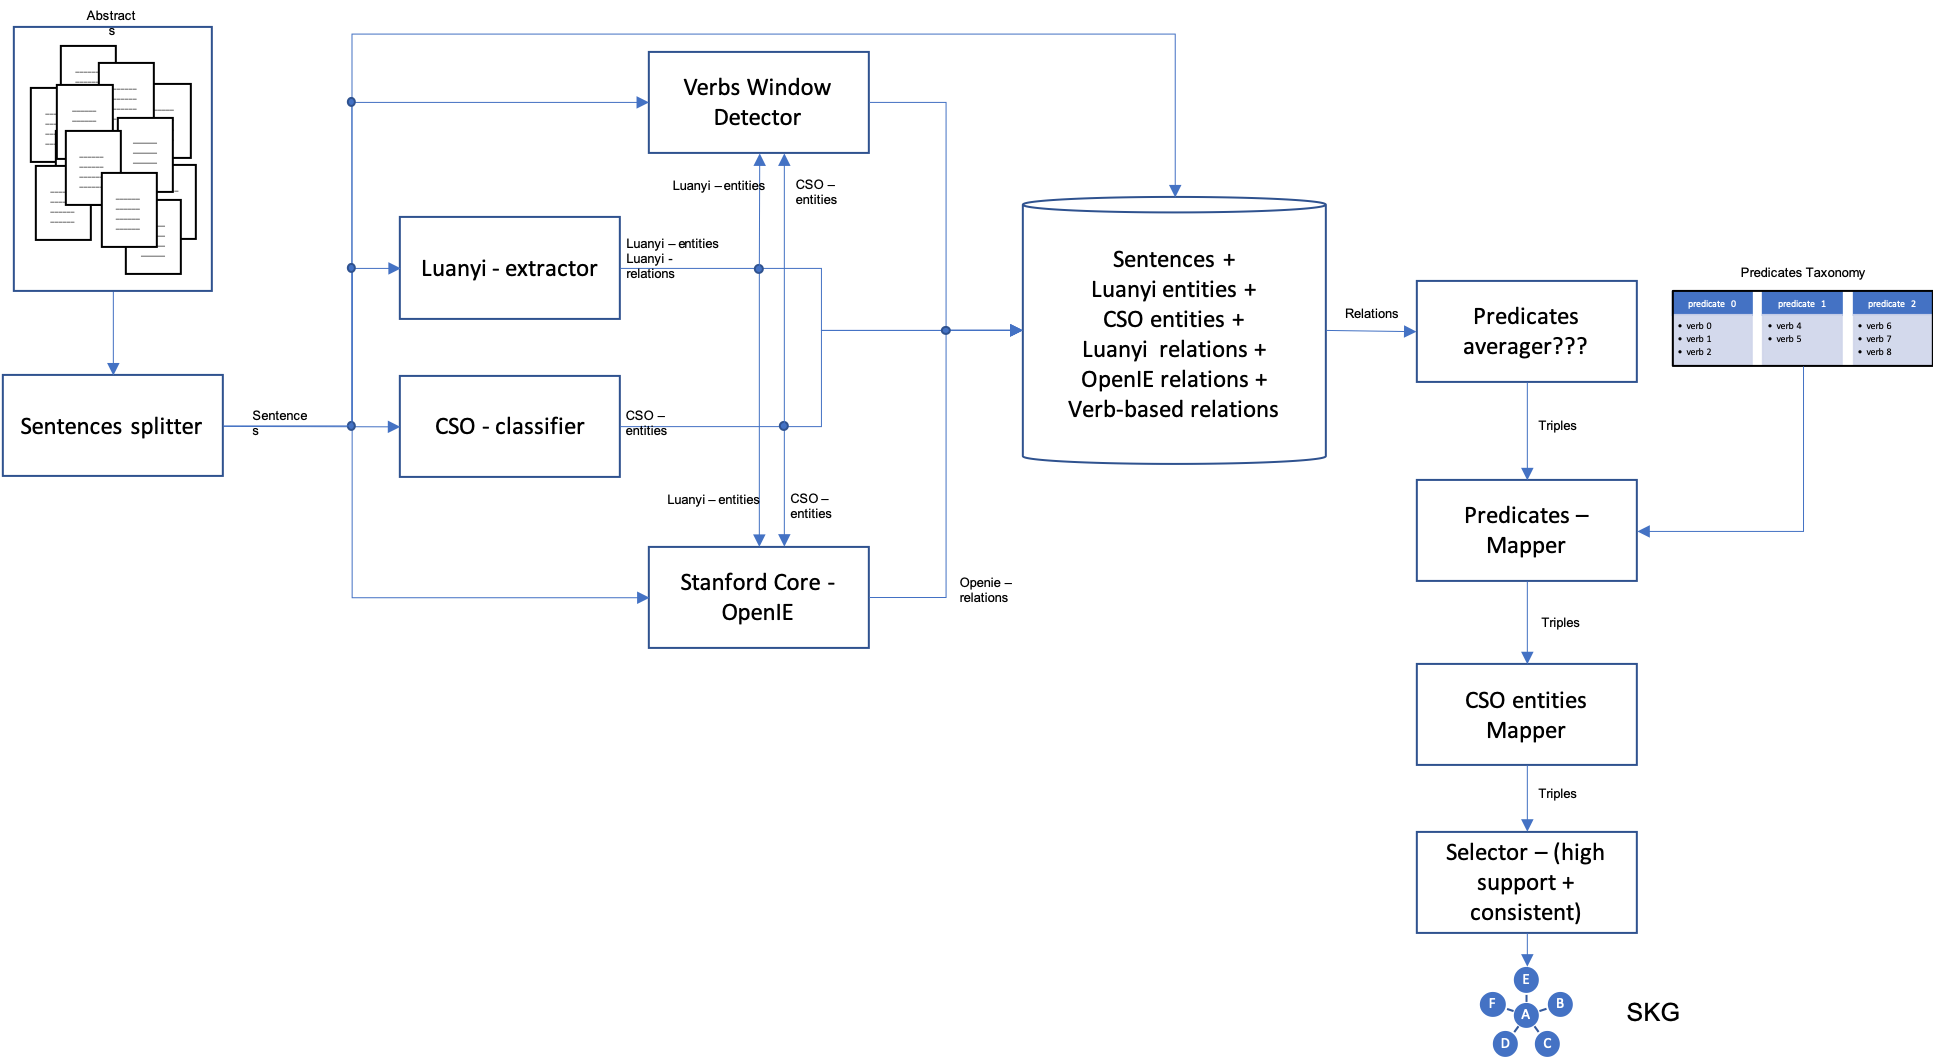 Abstract
s
Sentences splitter
Sentence
s
Verbs Window
Detector
Luanyi – entities
CSO –
entities
Luanyi - extractor
Luanyi – entities
Luanyi -
relations
CSO - classifier
CSO –
entities
Luanyi – entities
CSO –
entities
Stanford Core -
OpenIE
Openie –
relations
Sentences +
Luanyi entities +
CSO entities +
Luanyi relations +
OpenIE relations +
Verb-based relations
Relations
Predicates
averager???
Predicates Taxonomy
predicate 0
• verb 0
• verb 1
• verb 2
predicate 1
• verb 4
• verb 5
predicate 2
• verb 6
• verb 7
• verb 8
Triples
Predicates –
Mapper
Triples
CSO entities
Mapper
Triples
Selector – (high
support +
consistent)
E
F
B
A
D
C
SKG